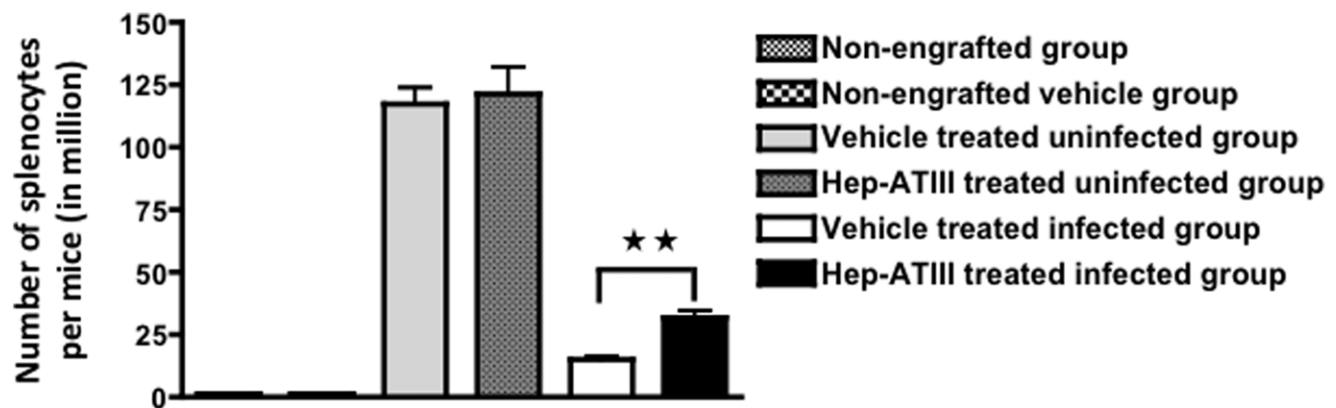 Number of splenocytes
per mice (in million)
150
125
100
75
50
25
0
★★
Non-engrafted group
Non-engrafted vehicle group
Vehicle treated uninfected group
Hep-ATIII treated uninfected group
Vehicle treated infected group
Hep-ATIII treated infected group